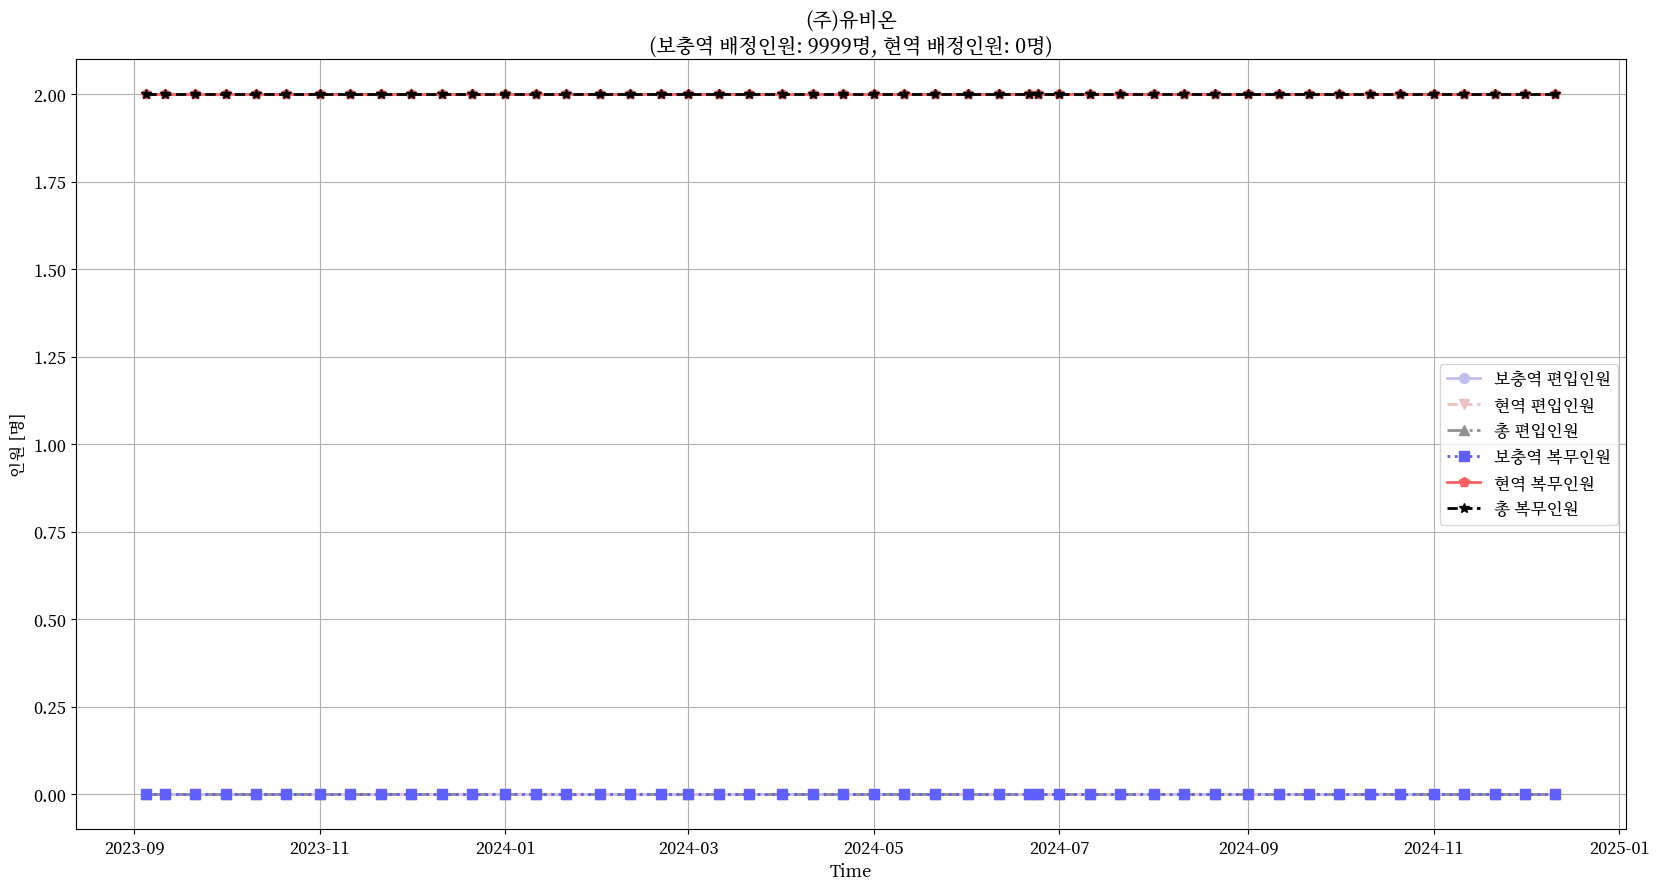 (주)유비온
(보충역 배정인원: 9999명, 현역 배정인원: 0명)
인원 [명]
2.00
1.75
1.50
1.25
1.00
0.75
0.50
0.25
0.00
보충역 편입인원
현역 편입인원
총 편입인원
보충역 복무인원
현역 복무인원
총 복무인원
2023-09
2023-11
2024-01
2024-03
2024-05
2024-07
2024-09
2024-11
2025-01
Time